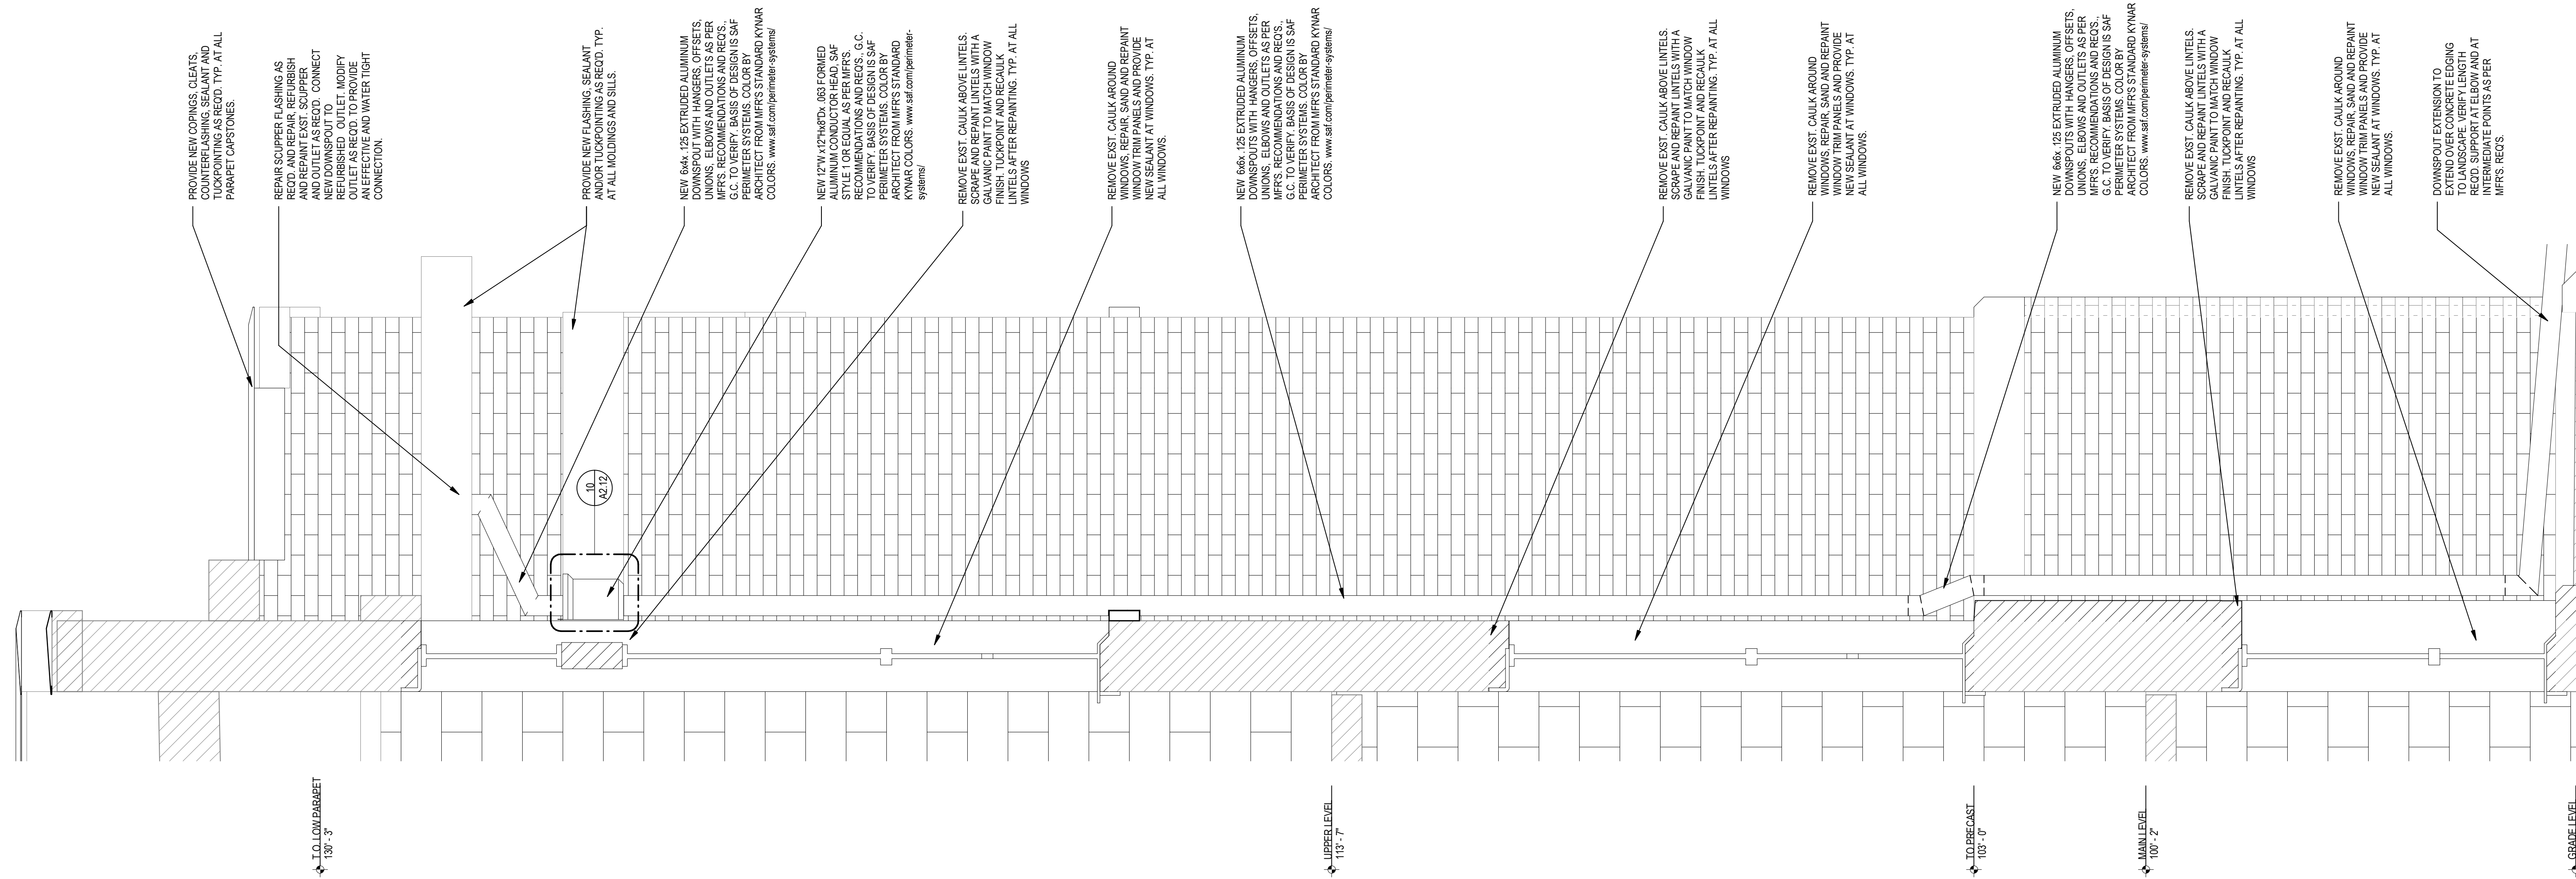 PROVIDE NEW COPINGS, CLEATS,
COUNTERFLASHING, SEALANT AND
TUCKPOINTING AS REQ'D. TYP. AT ALL
PARAPET CAPSTONES.
REPAIR SCUPPER FLASHING AS
REQ'D. AND REPAIR, REFURBISH
AND REPAINT EXST. SCUPPER
AND OUTLET AS REQ'D. CONNECT
NEW DOWNSPOUT TO
REFURBISHED OUTLET. MODIFY
OUTLET AS REQ'D. TO PROVIDE
AN EFFECTIVE AND WATER TIGHT
CONNECTION.
PROVIDE NEW FLASHING, SEALANT
AND/OR TUCKPOINTING AS REQ'D. TYP.
AT ALL MOLDINGS AND SILLS.
NEW 6x4x .125 EXTRUDED ALUMINUM
DOWNSPOUT WITH HANGERS, OFFSETS,
UNIONS, ELBOWS AND OUTLETS AS PER
MFR'S. RECOMMENDATIONS AND REQ'S.,
G.C. TO VERIFY. BASIS OF DESIGN IS SAF
PERIMETER SYSTEMS. COLOR BY
ARCHITECT FROM MFR'S STANDARD KYNAR
COLORS. www.saf.com/perimeter-systems/
NEW 12"W x12"Hx8"Dx .063 FORMED
ALUMINUM CONDUCTOR HEAD, SAF
STYLE 1 OR EQUAL AS PER MFR'S.
RECOMMENDATIONS AND REQ'S., G.C.
TO VERIFY. BASIS OF DESIGN IS SAF
PERIMETER SYSTEMS. COLOR BY
ARCHITECT FROM MFR'S STANDARD
KYNAR COLORS. www.saf.com/perimeter-
systems/
REMOVE EXST. CAULK ABOVE LINTELS.
SCRAPE AND REPAINT LINTELS WITH A
GALVANIC PAINT TO MATCH WINDOW
FINISH. TUCKPOINT AND RECAULK
LINTELS AFTER REPAINTING. TYP. AT ALL
WINDOWS
REMOVE EXST. CAULK AROUND
WINDOWS, REPAIR, SAND AND REPAINT
WINDOW TRIM PANELS AND PROVIDE
NEW SEALANT AT WINDOWS. TYP. AT
ALL WINDOWS.
NEW 6x6x .125 EXTRUDED ALUMINUM
DOWNSPOUTS WITH HANGERS, OFFSETS,
UNIONS, ELBOWS AND OUTLETS AS PER
MFR'S. RECOMMENDATIONS AND REQ'S.,
G.C. TO VERIFY. BASIS OF DESIGN IS SAF
PERIMETER SYSTEMS. COLOR BY
ARCHITECT FROM MFR'S STANDARD KYNAR
COLORS. www.saf.com/perimeter-systems/
REMOVE EXST. CAULK ABOVE LINTELS.
SCRAPE AND REPAINT LINTELS WITH A
GALVANIC PAINT TO MATCH WINDOW
FINISH. TUCKPOINT AND RECAULK
LINTELS AFTER REPAINTING. TYP. AT ALL
WINDOWS
REMOVE EXST. CAULK AROUND
WINDOWS, REPAIR, SAND AND REPAINT
WINDOW TRIM PANELS AND PROVIDE
NEW SEALANT AT WINDOWS. TYP. AT
ALL WINDOWS.
NEW 6x6x .125 EXTRUDED ALUMINUM
DOWNSPOUTS WITH HANGERS, OFFSETS,
UNIONS, ELBOWS AND OUTLETS AS PER
MFR'S. RECOMMENDATIONS AND REQ'S.,
G.C. TO VERIFY. BASIS OF DESIGN IS SAF
PERIMETER SYSTEMS. COLOR BY
ARCHITECT FROM MFR'S STANDARD KYNAR
COLORS. www.saf.com/perimeter-systems/
REMOVE EXST. CAULK ABOVE LINTELS.
SCRAPE AND REPAINT LINTELS WITH A
GALVANIC PAINT TO MATCH WINDOW
FINISH. TUCKPOINT AND RECAULK
LINTELS AFTER REPAINTING. TYP. AT ALL
WINDOWS
REMOVE EXST. CAULK AROUND
WINDOWS, REPAIR, SAND AND REPAINT
WINDOW TRIM PANELS AND PROVIDE
NEW SEALANT AT WINDOWS. TYP. AT
ALL WINDOWS.
DOWNSPOUT EXTENSION TO
EXTEND OVER CONCRETE EDGING
TO LANDSCAPE. VERIFY LENGTH
REQ'D. SUPPORT AT ELBOW AND AT
INTERMEDIATE POINTS AS PER
MFR'S. REQ'S.
10
A2.12
T.O. LOW PARAPET
130' - 3"
UPPER LEVEL
113' - 7"
TO PRECAST
103' - 0"
MAIN LEVEL
100' - 2"
GRADE LEVEL